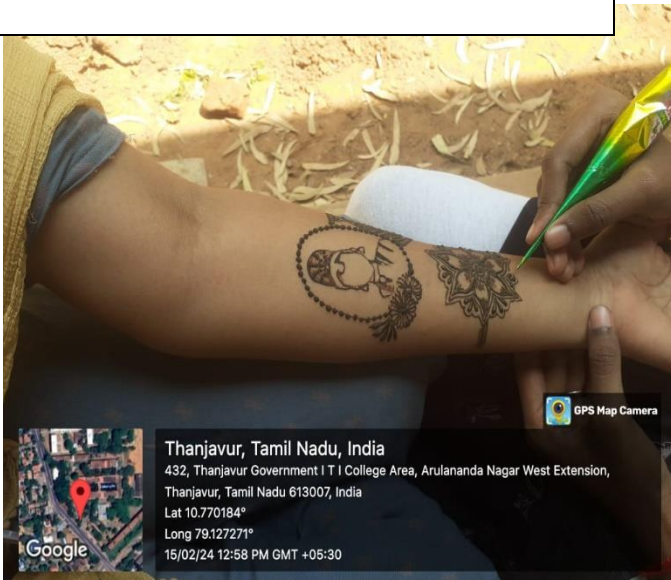 GPS Map Camera
Thanjavur, Tamil Nadu, India
432, Thanjavur Government I T I College Area, Arulananda Nagar West Extension,
Thanjavur, Tamil Nadu 613007, India
Lat 10.770184°
Long 79.127271°
15/02/24 12:58 PM GMT +05:30
Google